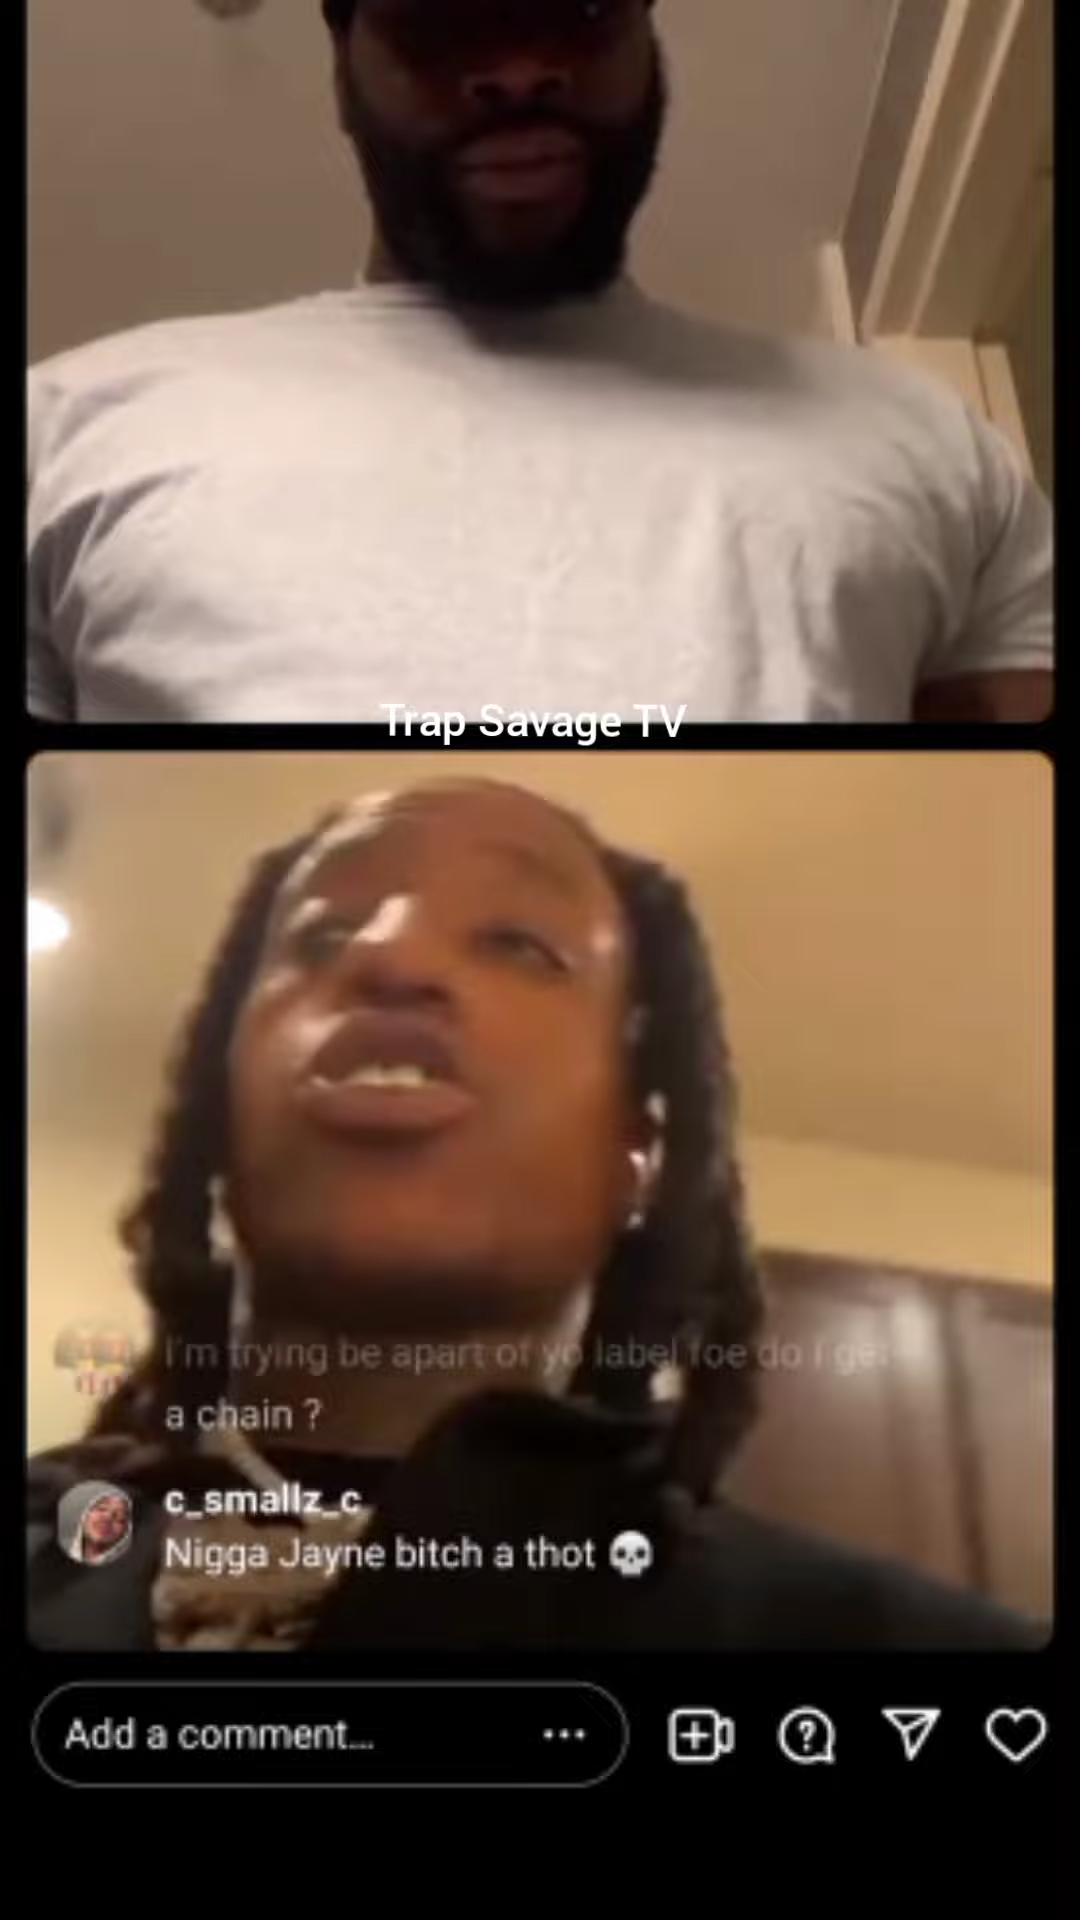 Trap Savage TV
I'm trying be apart of yo label foe do I get
a chain ?
c_smallz_c
Nigga Jayne bitch a thot 💀
Add a comment...